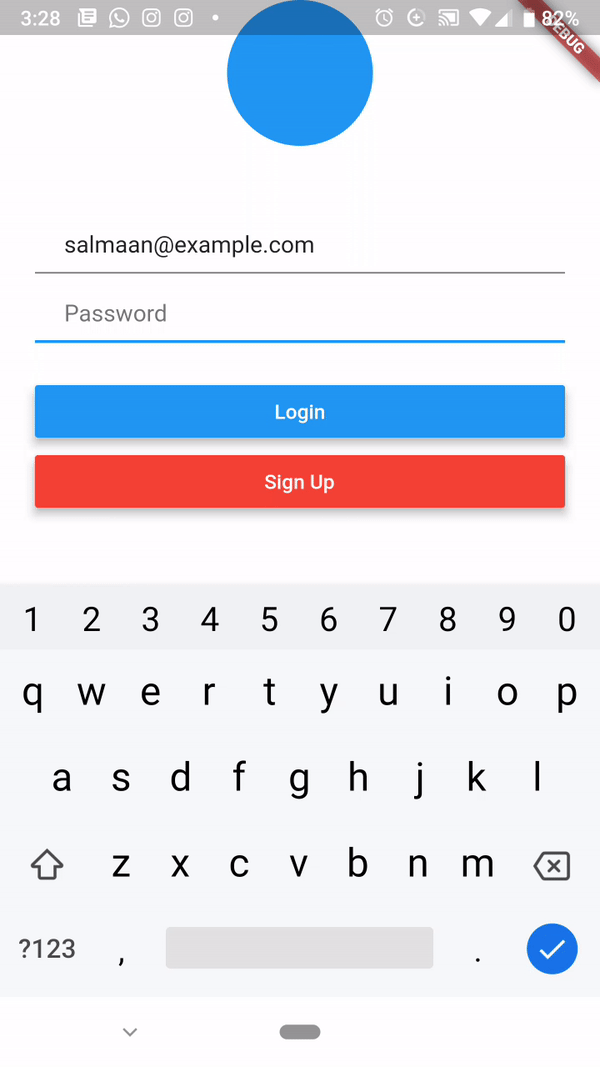 3:28 82%
DEBUG
salmaan@example.com
Password
Login
Sign Up
1 2 3 4 5 6 7 8 9 0
q w e r t y u i o p
a s d f g h j k l
z x c v b n m
?123 , .